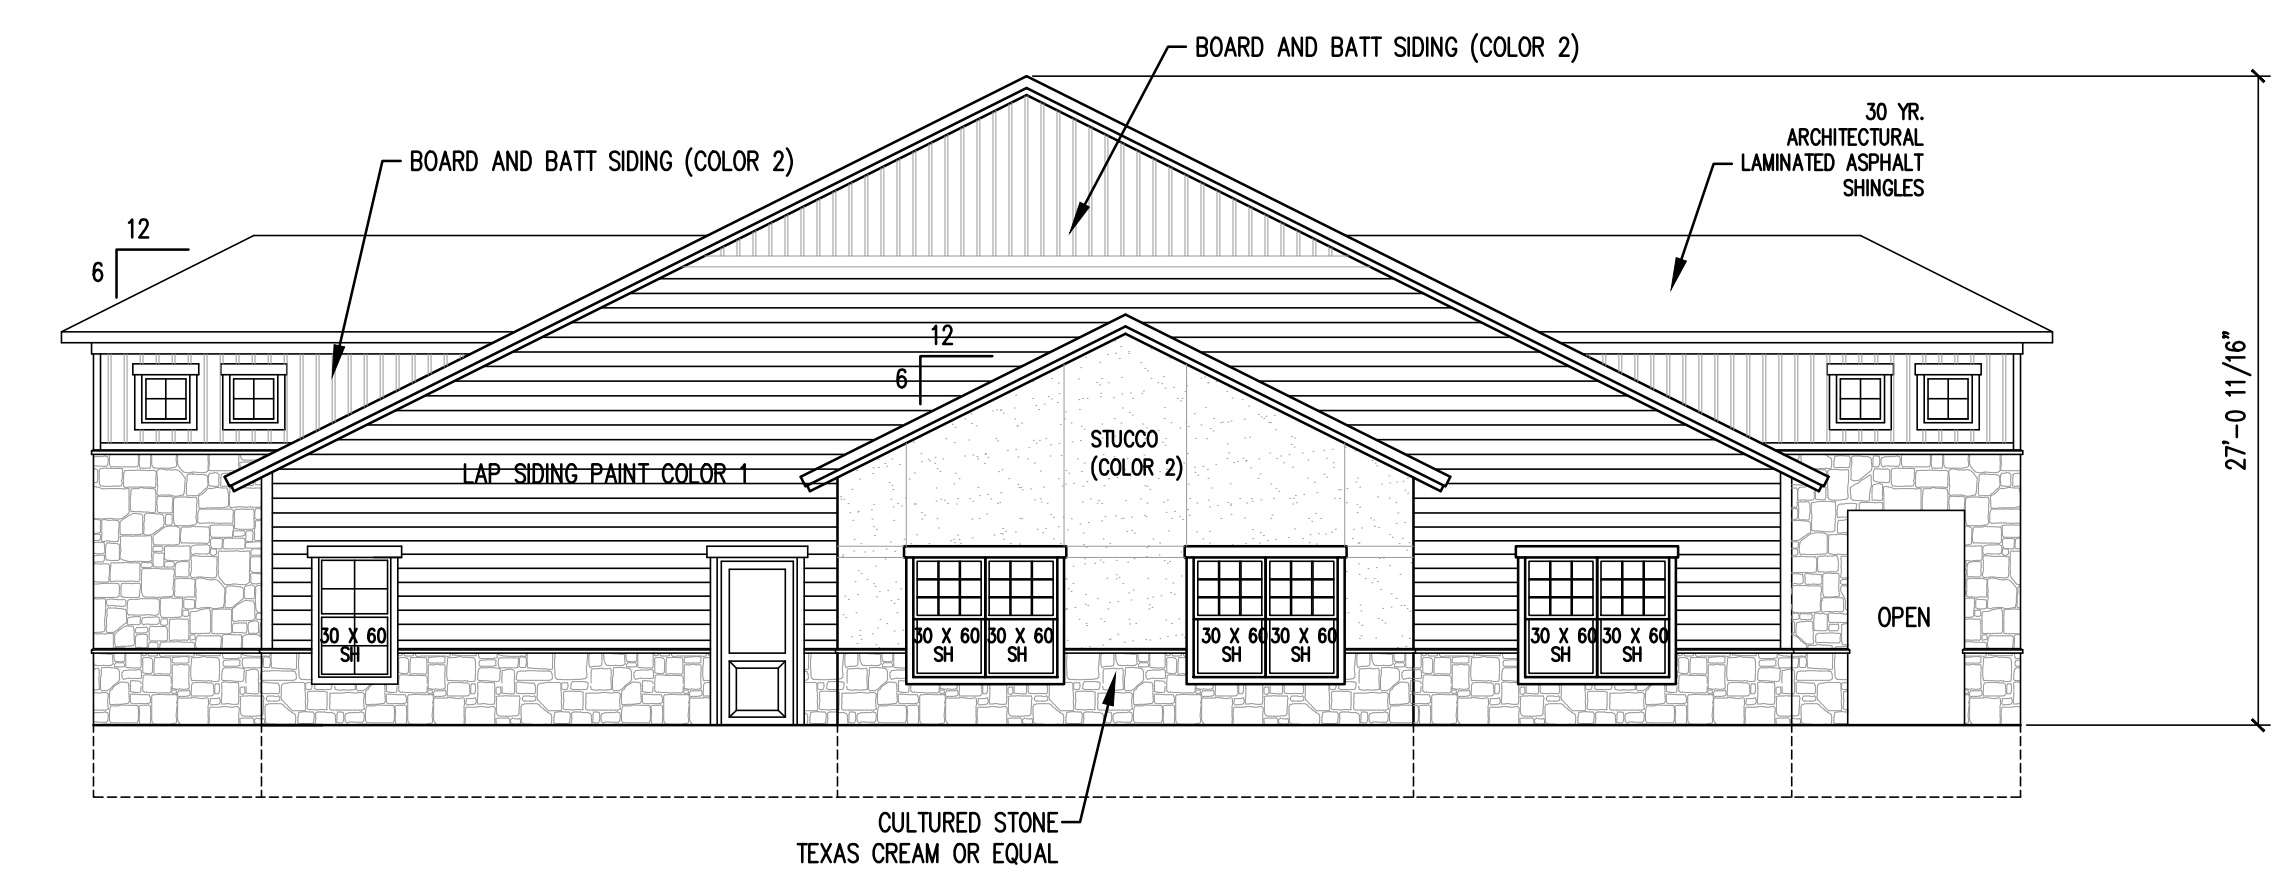 BOARD AND BATT SIDING (COLOR 2)
30 YR.
ARCHITECTURAL
LAMINATED ASPHALT
SHINGLES
BOARD AND BATT SIDING (COLOR 2)
12
6
12
6
27'-0 11/16"
STUCCO
(COLOR 2)
LAP SIDING PAINT COLOR 1
OPEN
30 X 60
SH
30 X 60
SH
30 X 60
SH
30 X 60
SH
30 X 60
SH
30 X 60
SH
30 X 60
SH
CULTURED STONE
TEXAS CREAM OR EQUAL